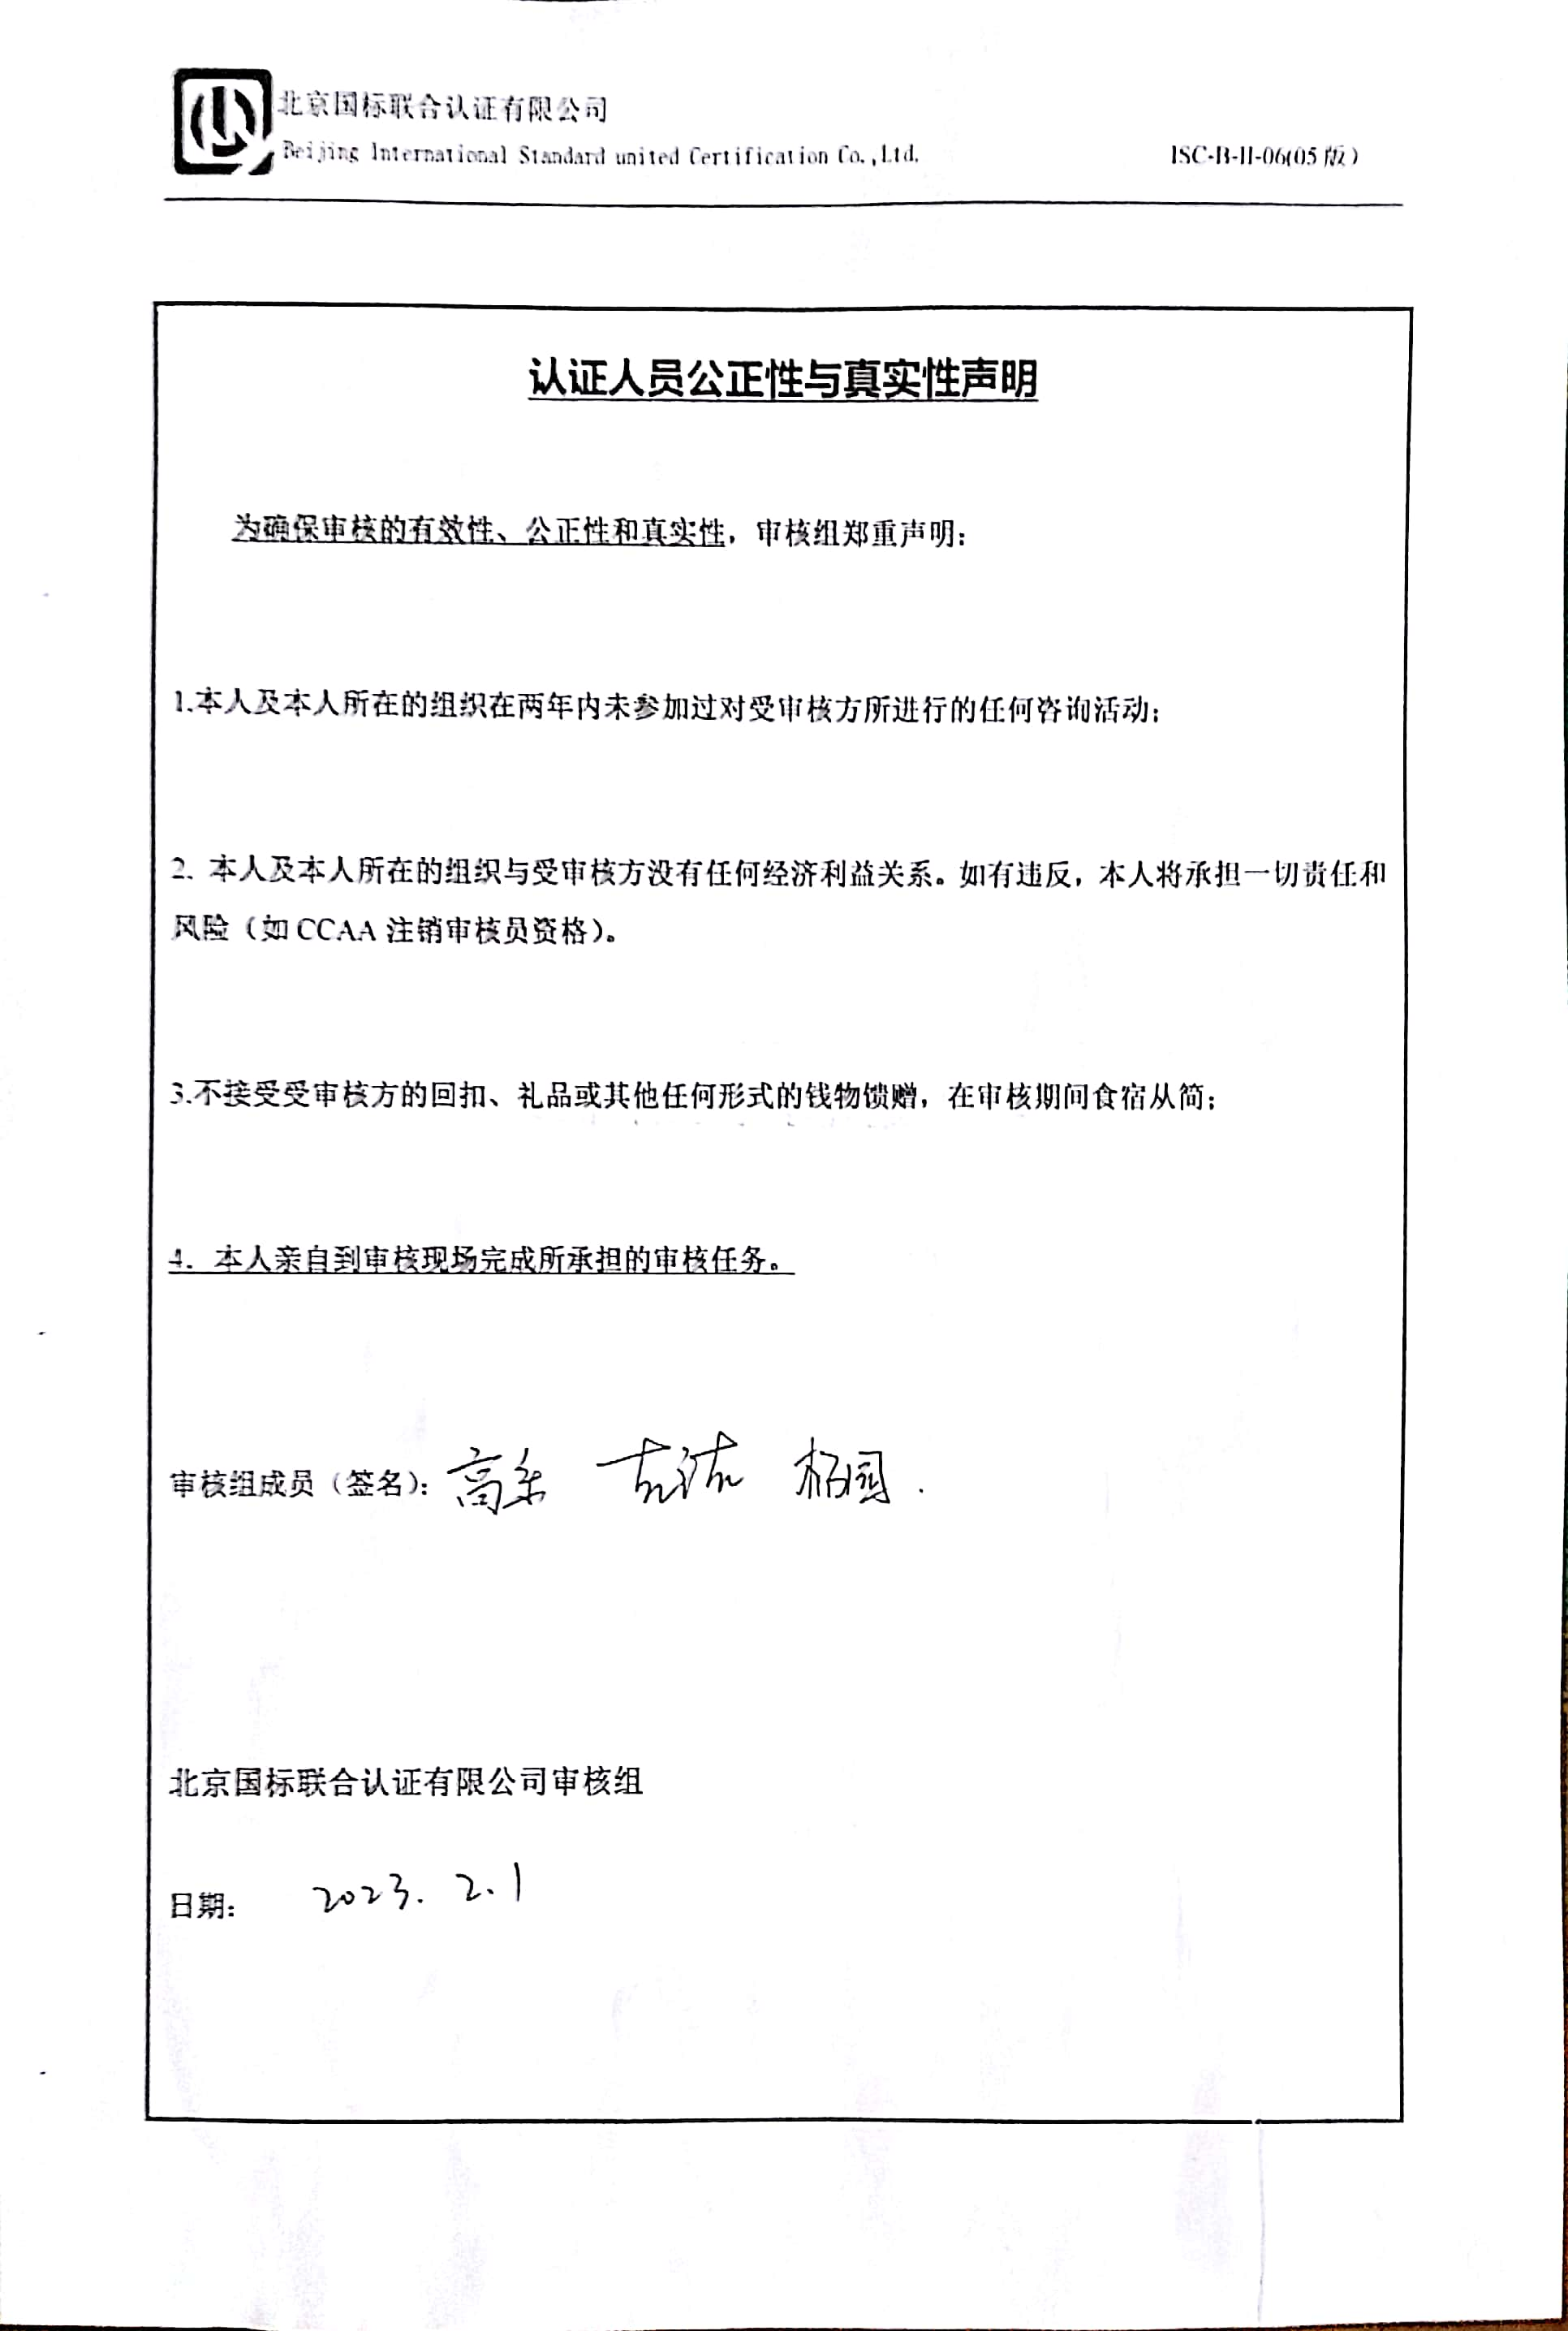 北京国标联合认证有限公司
Beijing International Standard united Certification Co.,Ltd.
ISC-B-II-06(05版)
认证人员公正性与真实性声明
为确保审核的有效性、公正性和真实性，审核组郑重声明：
1.本人及本人所在的组织在两年内未参加过对受审核方所进行的任何咨询活动；
2. 本人及本人所在的组织与受审核方没有任何经济利益关系。如有违反，本人将承担一切责任和
风险（如CCAA 注销审核员资格）。
3.不接受受审核方的回扣、礼品或其他任何形式的钱物馈赠，在审核期间食宿从简；
4. 本人亲自到审核现场完成所承担的审核任务。
审核组成员（签名）：高
北京国标联合认证有限公司审核组
日期： 2023.2.1